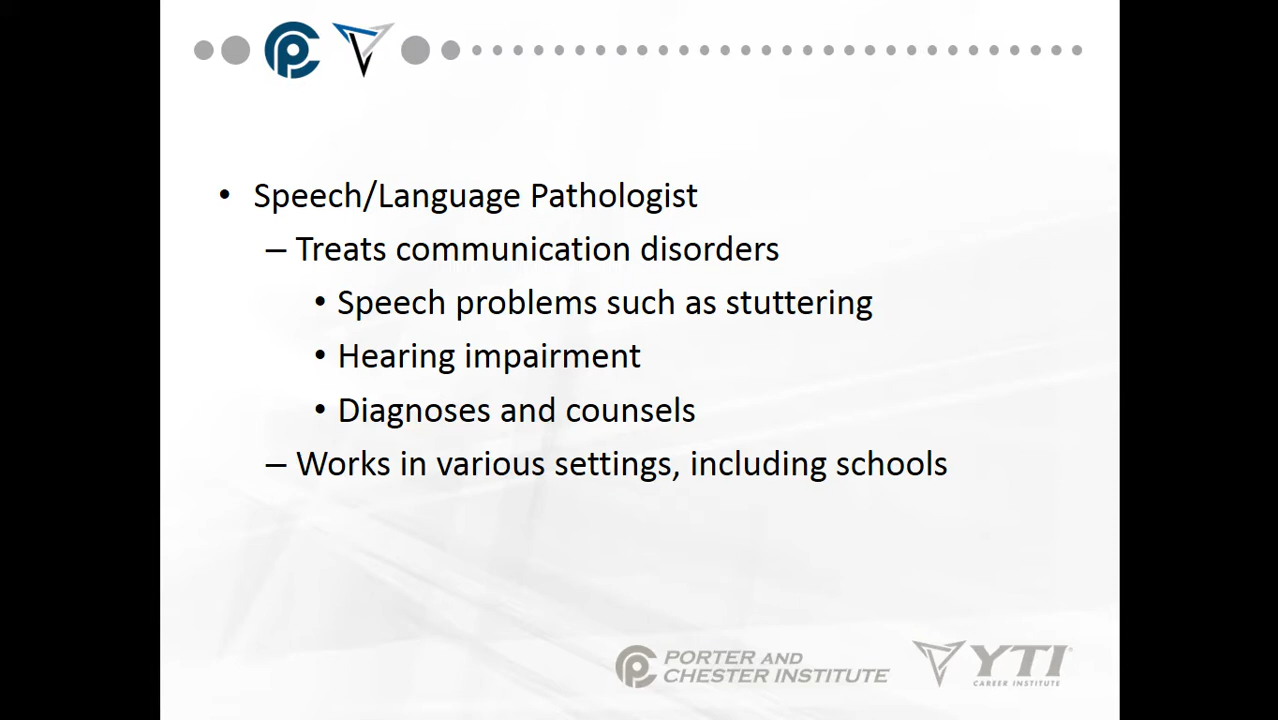 • Speech/Language Pathologist
– Treats communication disorders
• Speech problems such as stuttering
• Hearing impairment
• Diagnoses and counsels
– Works in various settings, including schools
PORTER AND
CHESTER INSTITUTE
YTI®
CAREER INSTITUTE